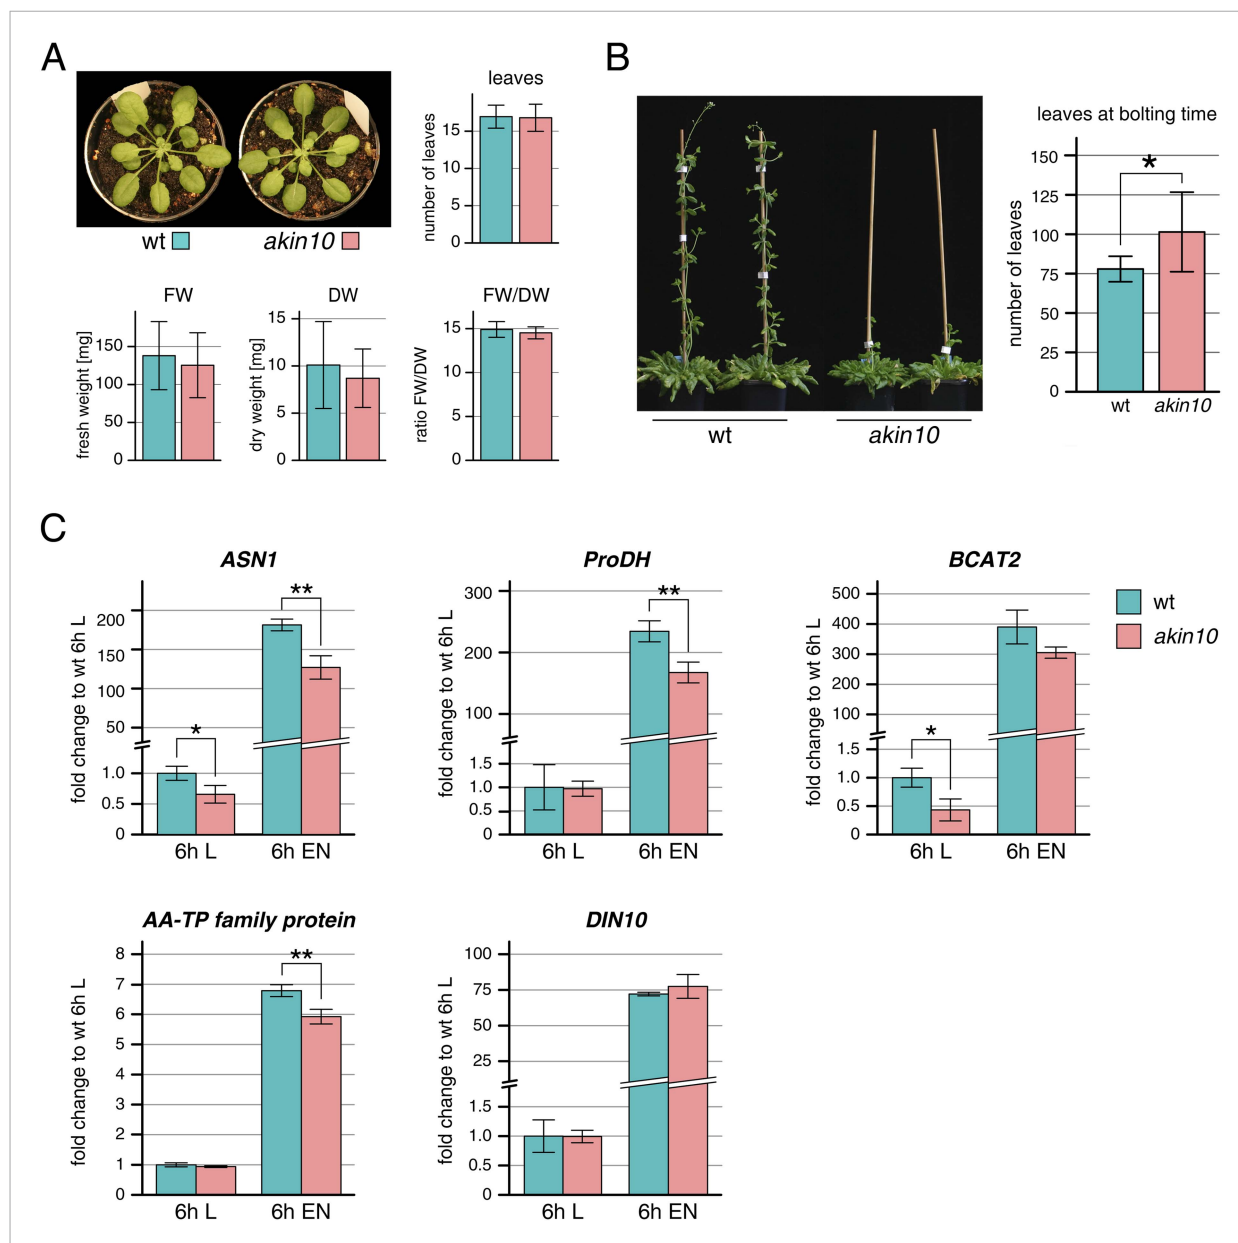 A
wt
akin10
leaves
number of leaves
15
10
5
0
FW
fresh weight [mg]
150
100
50
0
DW
dry weight [mg]
15
10
5
0
FW/DW
ratio FW/DW
15
10
5
0
B
wt
akin10
leaves at bolting time
number of leaves
150
125
100
75
50
25
0
*
wt akin10
C
ASN1
fold change to wt 6h L
200
150
100
50
1.0
0.5
0
*
**
6h L 6h EN
ProDH
fold change to wt 6h L
300
200
100
1.5
1.0
0.5
0
**
6h L 6h EN
BCAT2
fold change to wt 6h L
500
400
300
200
100
1.5
1.0
0.5
0
*
6h L 6h EN
wt
akin10
AA-TP family protein
fold change to wt 6h L
8
7
6
5
4
3
2
1
0
**
6h L 6h EN
DIN10
fold change to wt 6h L
100
75
50
25
1.5
1.0
0.5
0
6h L 6h EN